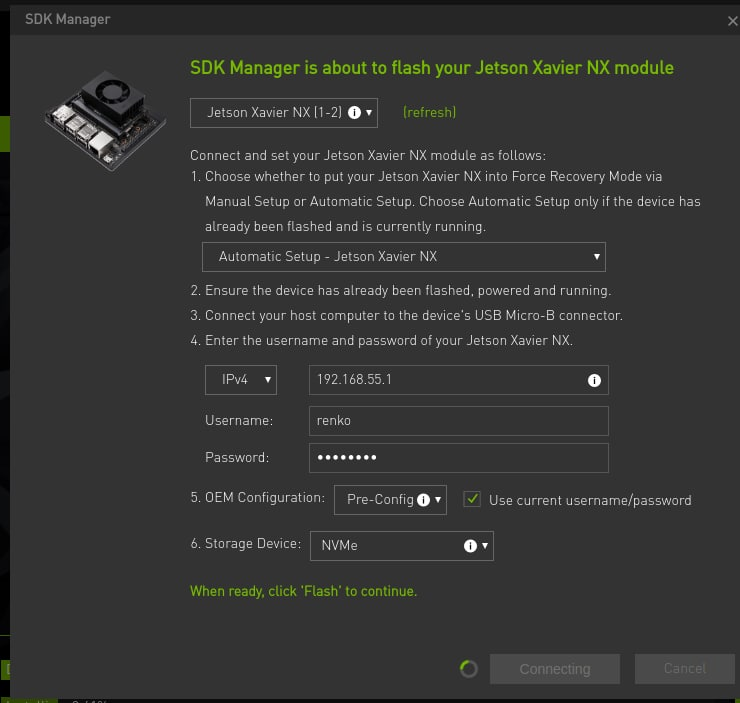 SDK Manager
SDK Manager is about to flash your Jetson Xavier NX module
Jetson Xavier NX [1-2] (refresh)
Connect and set your Jetson Xavier NX module as follows:
1. Choose whether to put your Jetson Xavier NX into Force Recovery Mode via
Manual Setup or Automatic Setup. Choose Automatic Setup only if the device has
already been flashed and is currently running.
Automatic Setup - Jetson Xavier NX
2. Ensure the device has already been flashed, powered and running.
3. Connect your host computer to the device's USB Micro-B connector.
4. Enter the username and password of your Jetson Xavier NX.
IPv4 192.168.55.1
Username: renko
Password: ••••••••
5. OEM Configuration: Pre-Config Use current username/password
6. Storage Device: NVMe
When ready, click 'Flash' to continue.
Connecting Cancel